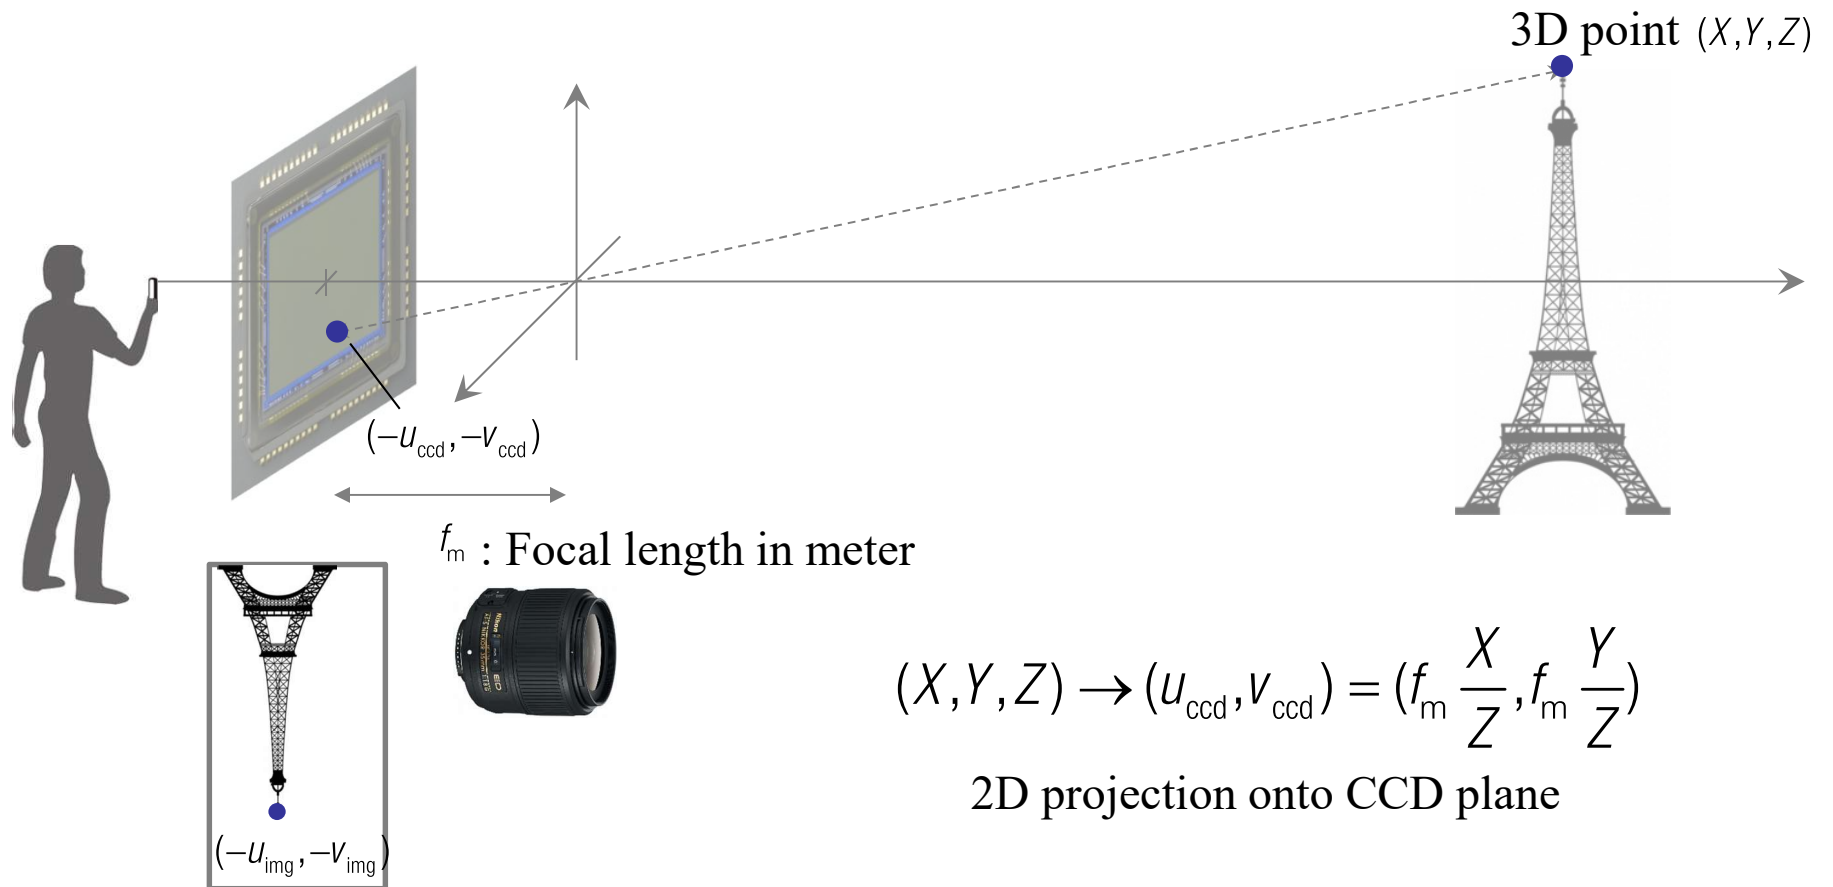 3D point (X,Y,Z)
(–u_ccd,–v_ccd)
f_m : Focal length in meter
(X,Y,Z) → (u_ccd,v_ccd) = (f_m X/Z, f_m Y/Z)
2D projection onto CCD plane
(–u_img,–v_img)